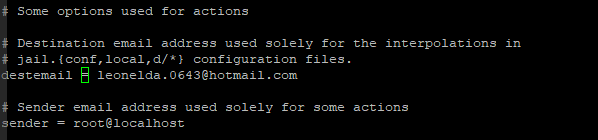 # Some options used for actions
# Destination email address used solely for the interpolations in
# jail.{conf,local,d/*} configuration files.
destemail = leonelda.0643@hotmail.com
# Sender email address used solely for some actions
sender = root@localhost